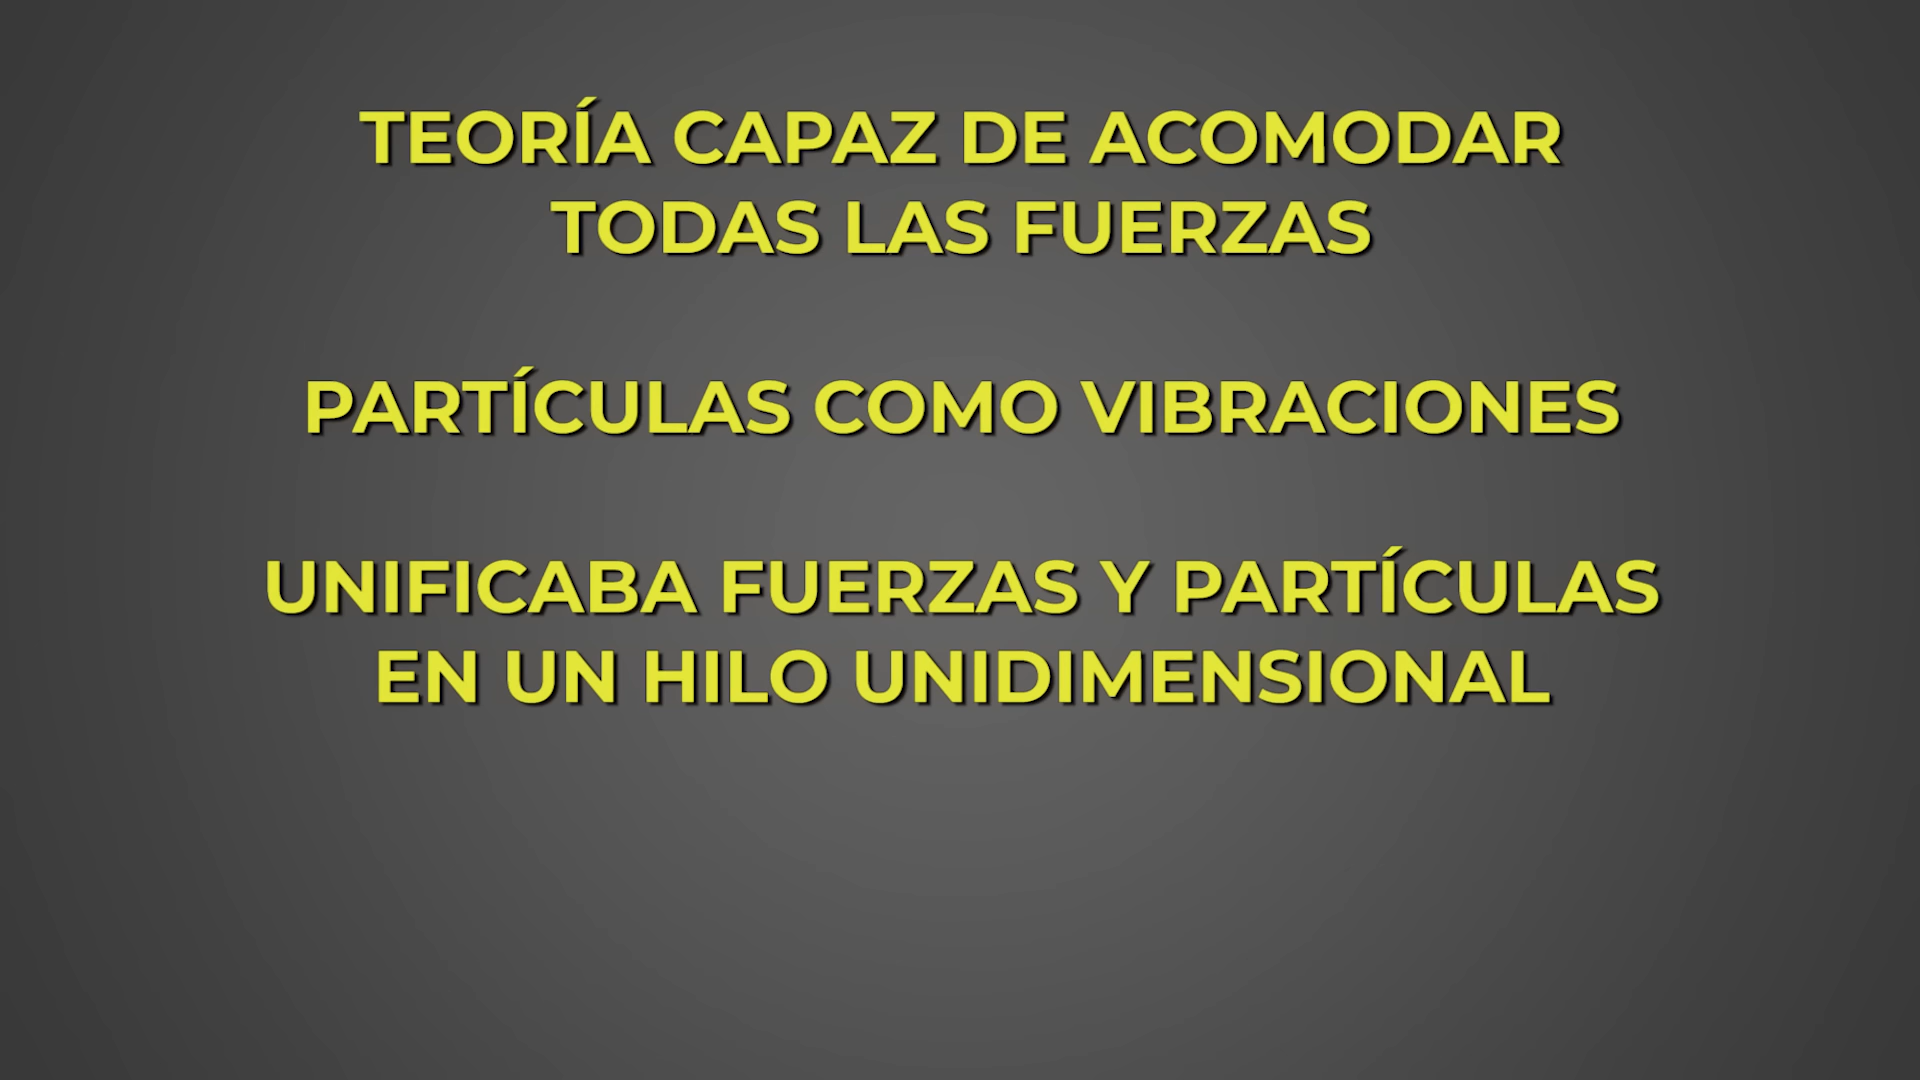 TEORÍA CAPAZ DE ACOMODAR
TODAS LAS FUERZAS
PARTÍCULAS COMO VIBRACIONES
UNIFICABA FUERZAS Y PARTÍCULAS
EN UN HILO UNIDIMENSIONAL